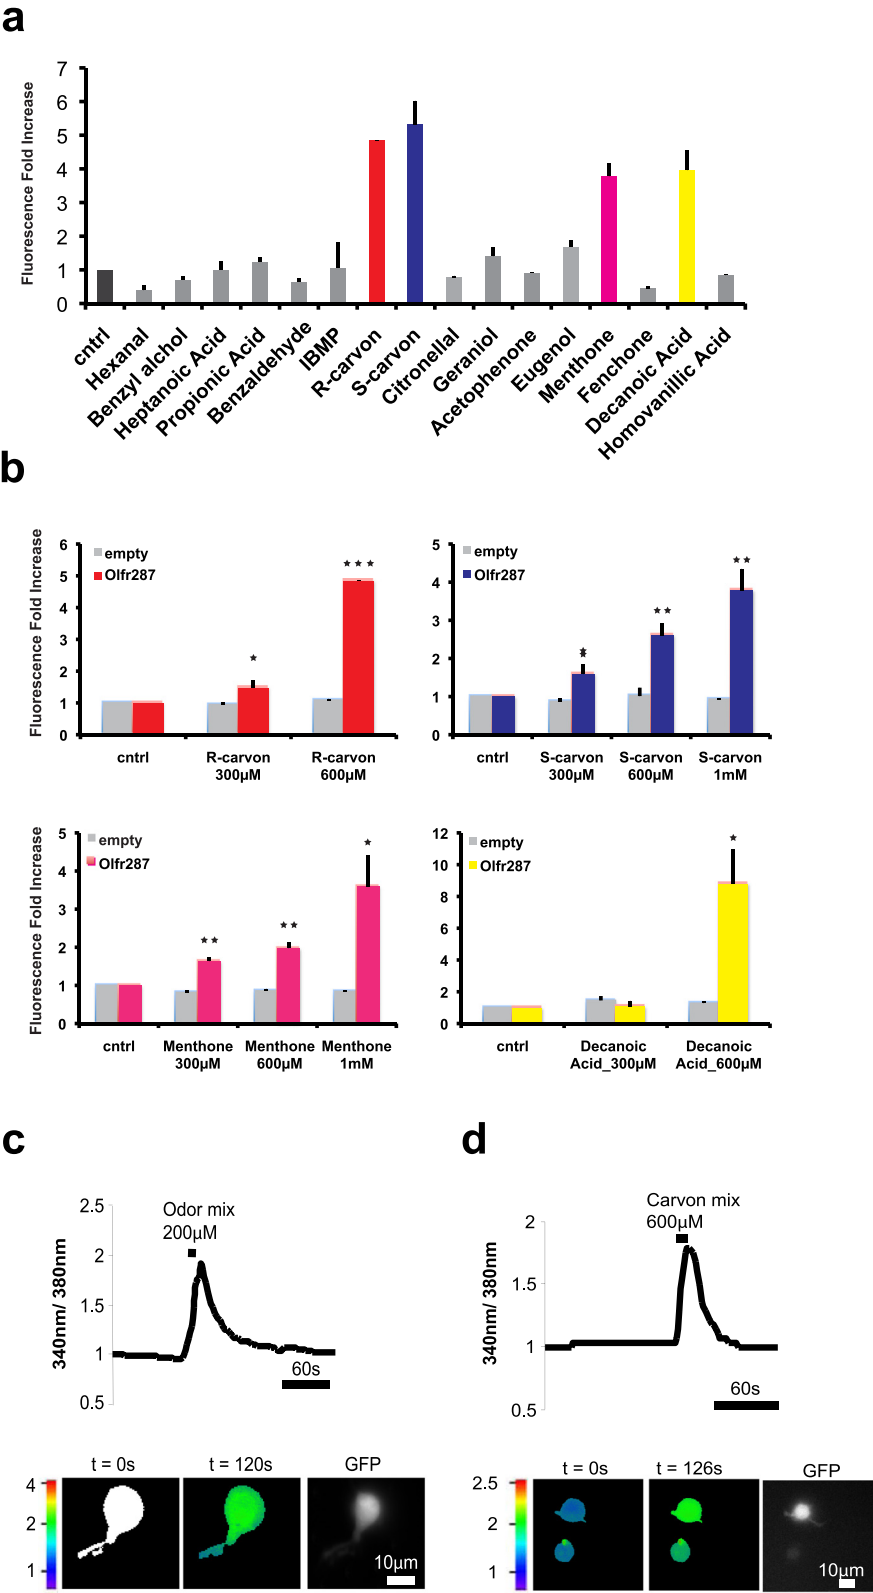 a
Fluorescence Fold Increase
7
6
5
4
3
2
1
0
cntrl
Hexanal
Benzyl alchol
Heptanoic Acid
Propionic Acid
Benzaldehyde
IBMP
R-carvon
S-carvon
Citronellal
Geraniol
Acetophenone
Eugenol
Menthone
Fenchone
Decanoic Acid
Homovanillic Acid
b
Fluorescence Fold Increase
6
5
4
3
2
1
0
empty
Olfr287
★
★★★
cntrl
R-carvon
300µM
R-carvon
600µM
5
4
3
2
1
0
empty
Olfr287
★
★
★★
★★
cntrl
S-carvon
300µM
S-carvon
600µM
S-carvon
1mM
Fluorescence Fold Increase
5
4
3
2
1
0
empty
Olfr287
★★
★★
★
cntrl
Menthone
300µM
Menthone
600µM
Menthone
1mM
12
10
8
6
4
2
0
empty
Olfr287
★
cntrl
Decanoic
Acid_300µM
Decanoic
Acid_600µM
c
340nm/ 380nm
2.5
2
1.5
1
0.5
Odor mix
200µM
60s
t = 0s
t = 120s
GFP
4
2
1
10µm
d
340nm/ 380nm
2
1.5
1
0.5
Carvon mix
600µM
60s
t = 0s
t = 126s
GFP
2.5
2
1
10µm